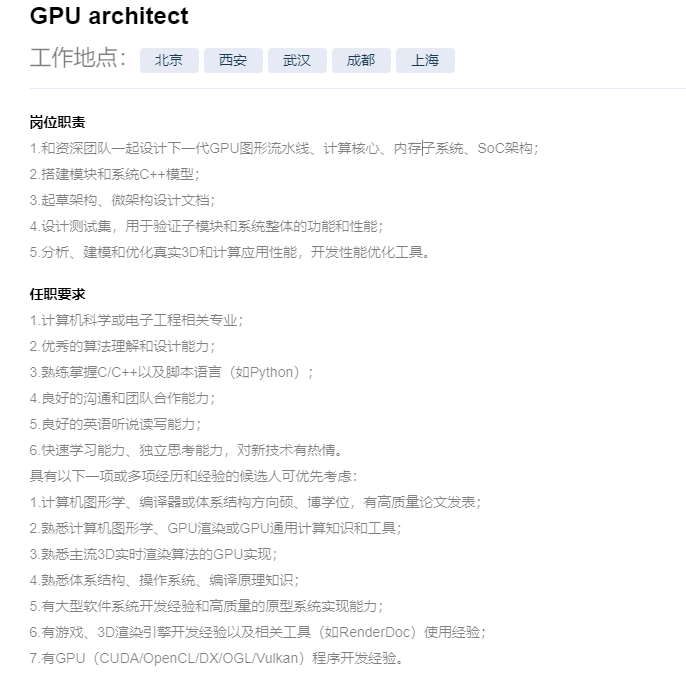 GPU architect
工作地点： 北京 西安 武汉 成都 上海
岗位职责
1.和资深团队一起设计下一代GPU图形流水线、计算核心、内存子系统、SoC架构；
2.搭建模块和系统C++模型；
3.起草架构、微架构设计文档；
4.设计测试集，用于验证子模块和系统整体的功能和性能；
5.分析、建模和优化真实3D和计算应用性能，开发性能优化工具。
任职要求
1.计算机科学或电子工程相关专业；
2.优秀的算法理解和设计能力；
3.熟练掌握C/C++以及脚本语言（如Python）；
4.良好的沟通和团队合作能力；
5.良好的英语听说读写能力；
6.快速学习能力、独立思考能力，对新技术有热情。
具有以下一项或多项经历和经验的候选人可优先考虑：
1.计算机图形学、编译器或体系结构方向硕、博学位，有高质量论文发表；
2.熟悉计算机图形学、GPU渲染或GPU通用计算知识和工具；
3.熟悉主流3D实时渲染算法的GPU实现；
4.熟悉体系结构、操作系统、编译原理知识；
5.有大型软件系统开发经验和高质量的原型系统实现能力；
6.有游戏、3D渲染引擎开发经验以及相关工具（如RenderDoc）使用经验；
7.有GPU（CUDA/OpenCL/DX/OGL/Vulkan）程序开发经验。